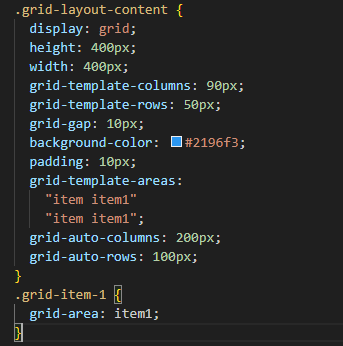 .grid-layout-content {
  display: grid;
  height: 400px;
  width: 400px;
  grid-template-columns: 90px;
  grid-template-rows: 50px;
  grid-gap: 10px;
  background-color: #2196f3;
  padding: 10px;
  grid-template-areas:
    "item item1"
    "item item1";
  grid-auto-columns: 200px;
  grid-auto-rows: 100px;
}
.grid-item-1 {
  grid-area: item1;
}